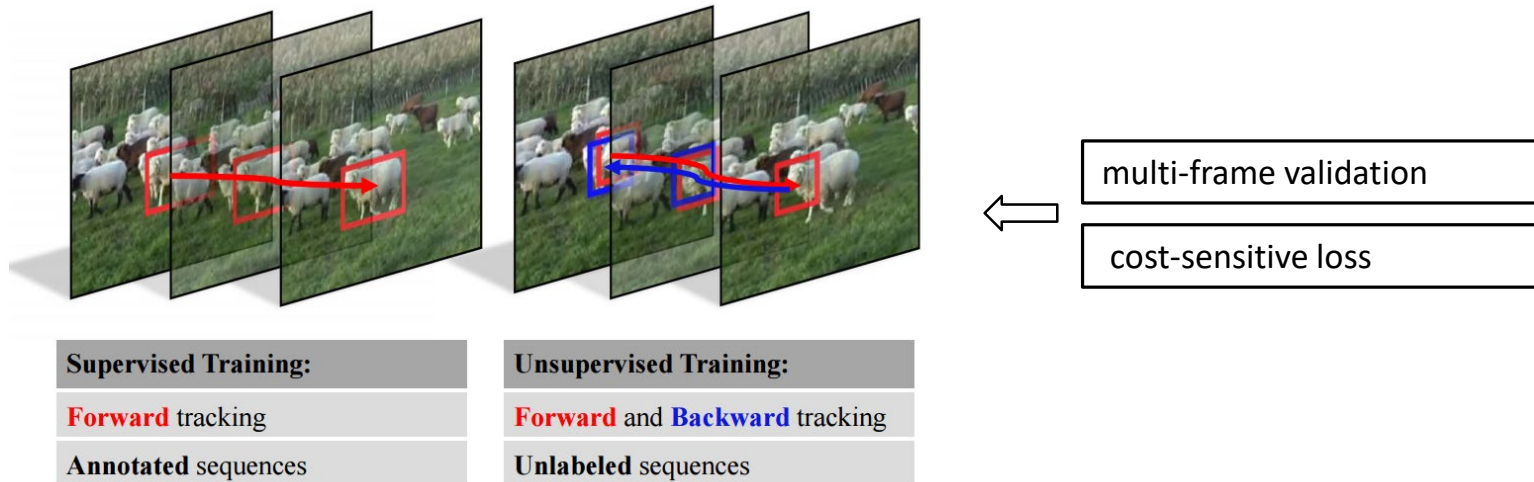 Supervised Training:
Forward tracking
Annotated sequences
Unsupervised Training:
Forward and Backward tracking
Unlabeled sequences
multi-frame validation
cost-sensitive loss